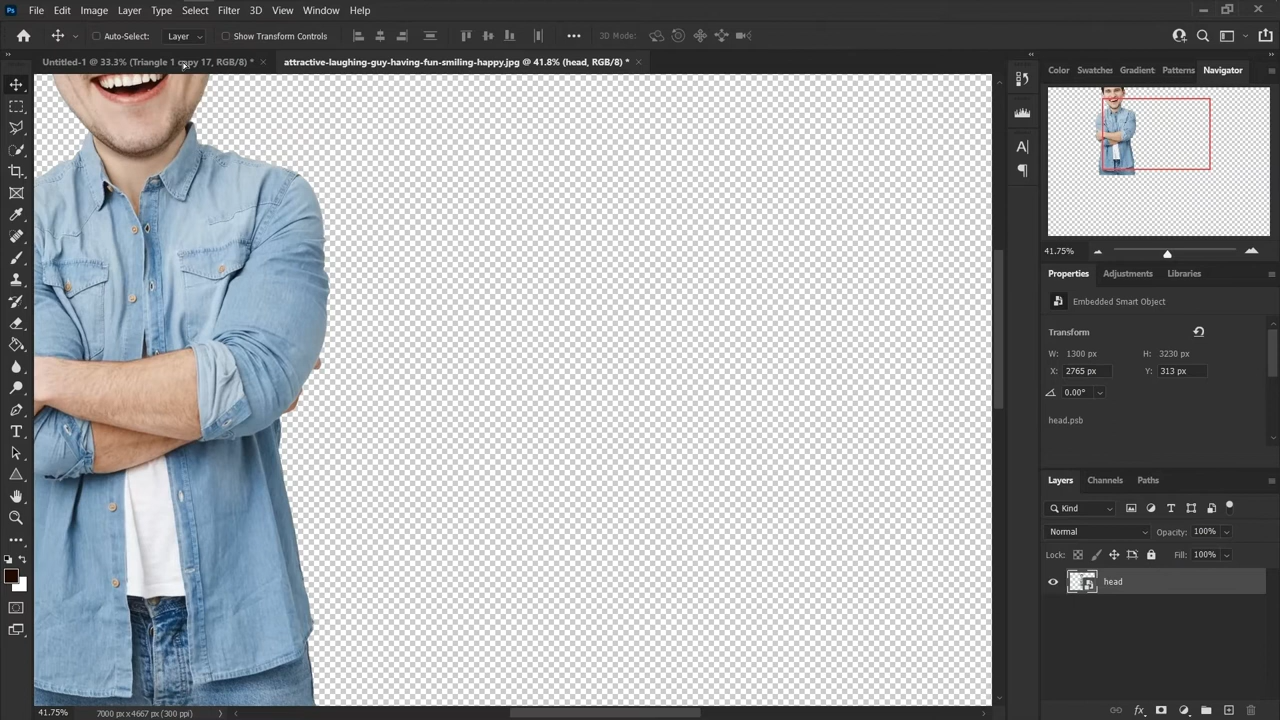 Ps File Edit Image Layer Type Select Filter 3D View Window Help
Auto-Select: Layer Show Transform Controls 3D Mode:
Untitled-1 @ 33.3% (Triangle 1 copy 17, RGB/8) * attractive-laughing-guy-having-fun-smiling-happy.jpg @ 41.8% (head, RGB/8) *
Color Swatches Gradient Patterns Navigator
41.75%
Properties Adjustments Libraries
Embedded Smart Object
Transform
W: 1300 px H: 3230 px
X: 2765 px Y: 313 px
0.00°
head.psb
Layers Channels Paths
Kind
Normal Opacity: 100%
Lock: Fill: 100%
head
41.75% 7000 px x 4667 px (300 ppi)
fx